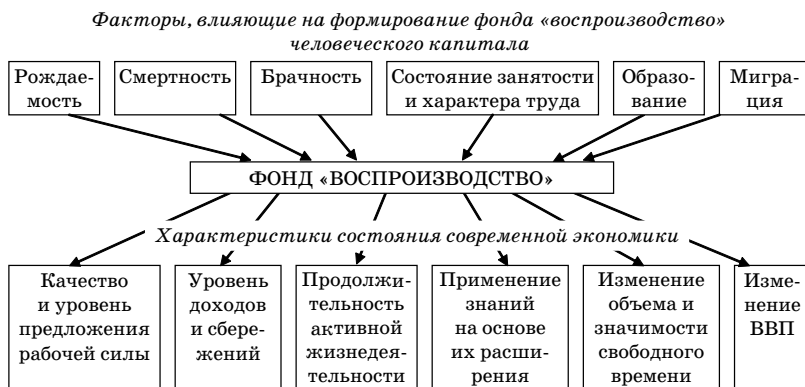 Факторы, влияющие на формирование фонда «воспроизводство»
человеческого капитала
Рождае-
мость
Смертность
Брачность
Состояние занятости
и характера труда
Образо-
вание
Мигра-
ция
ФОНД «ВОСПРОИЗВОДСТВО»
Характеристики состояния современной экономики
Качество
и уровень
предложения
рабочей силы
Уровень
доходов
и сбере-
жений
Продолжи-
тельность
активной
жизнедея-
тельности
Применение
знаний
на основе
их расши-
рения
Изменение
объема и
значимости
свободного
времени
Изме-
нение
ВВП